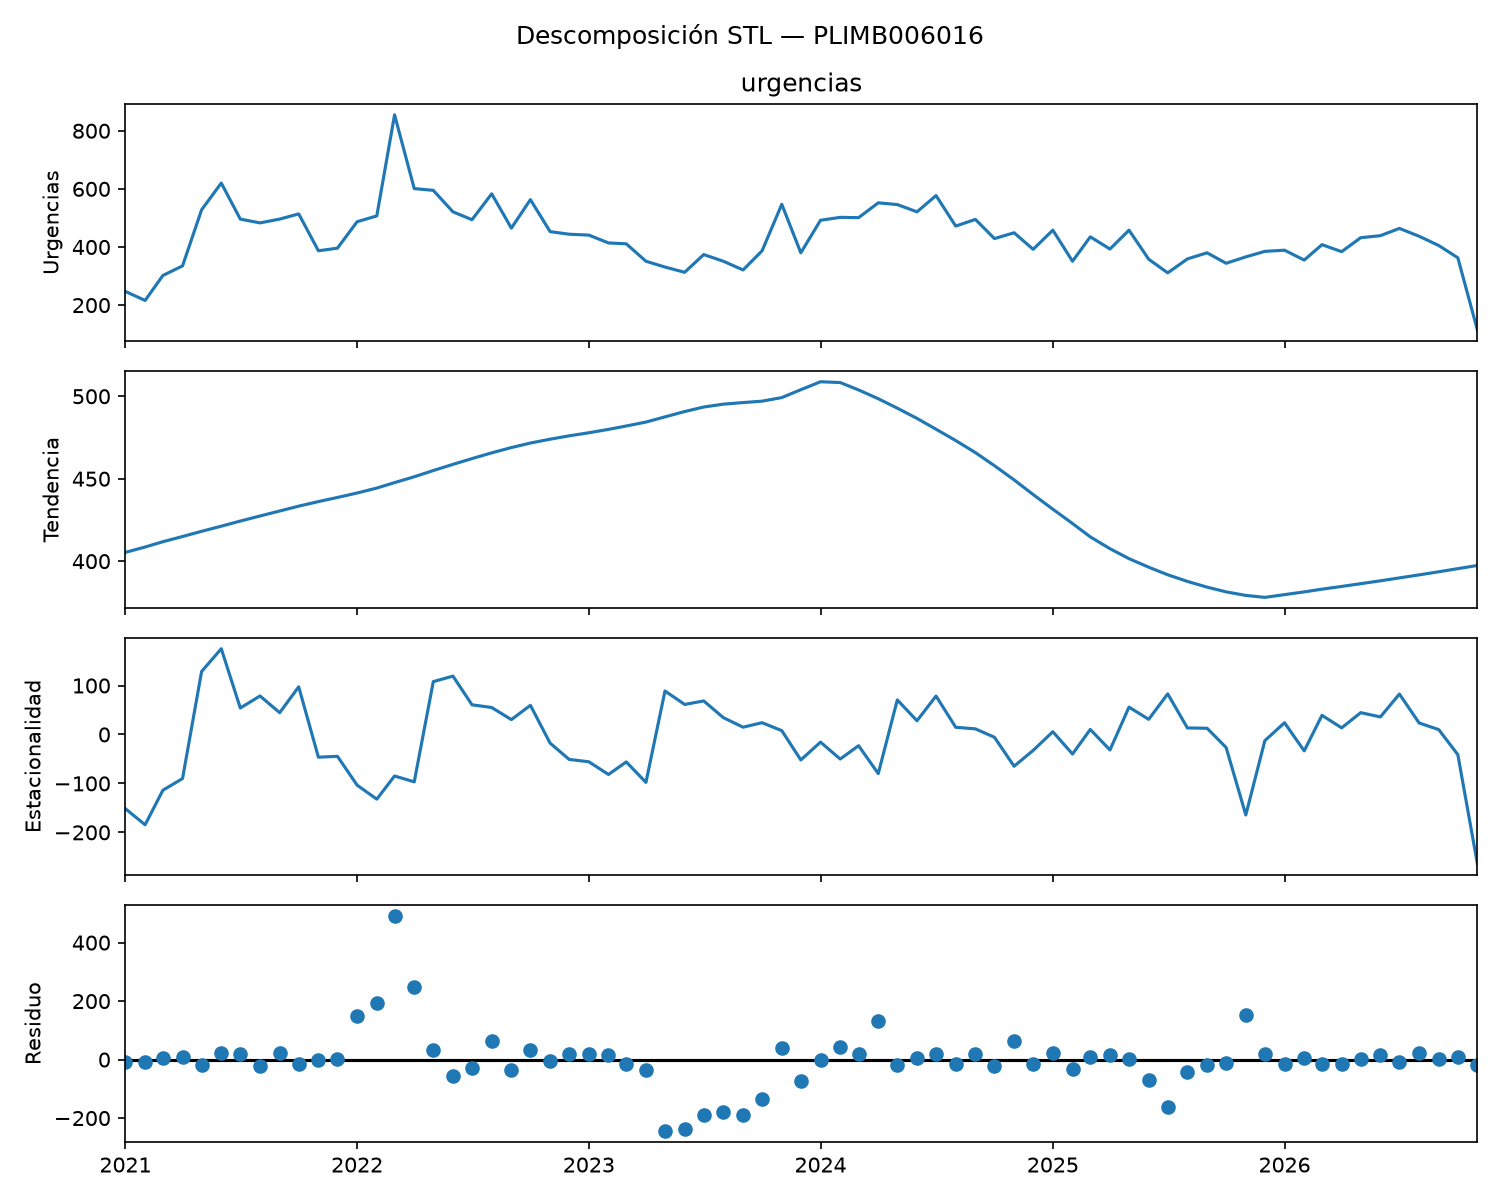 Descomposición STL — PLIMB006016
urgencias
Urgencias
800
600
400
200
Tendencia
500
450
400
Estacionalidad
100
0
−100
−200
Residuo
400
200
0
−200
2021 2022 2023 2024 2025 2026